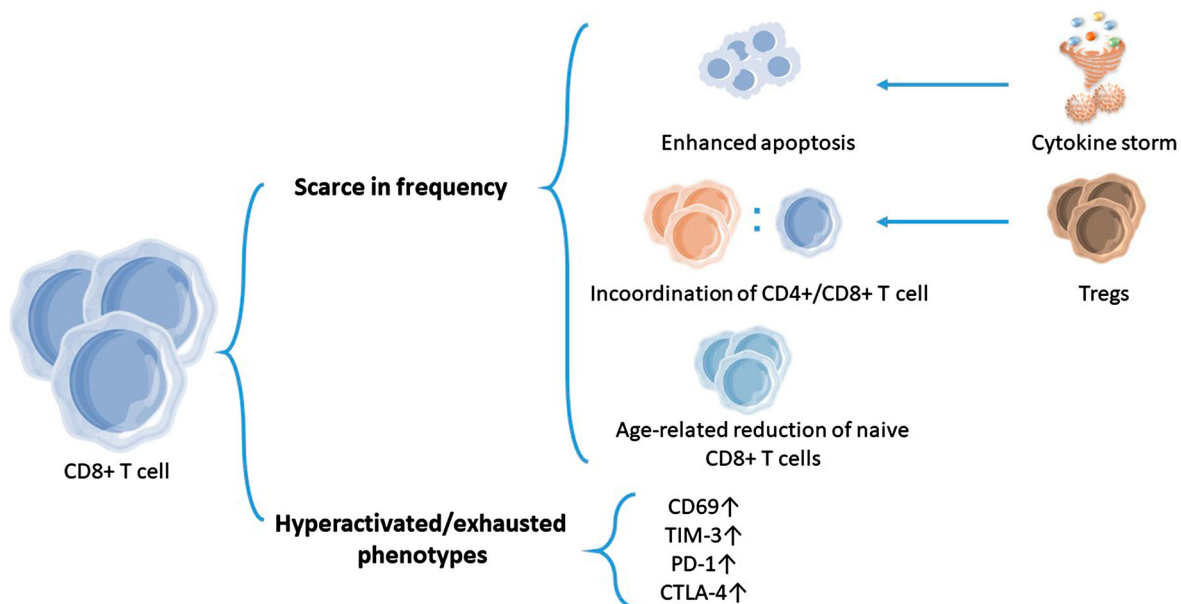 Enhanced apoptosis
Cytokine storm
Scarce in frequency
:
Incoordination of CD4+/CD8+ T cell
Tregs
Age-related reduction of naive
CD8+ T cells
CD8+ T cell
Hyperactivated/exhausted
phenotypes
CD69↑
TIM-3↑
PD-1↑
CTLA-4↑